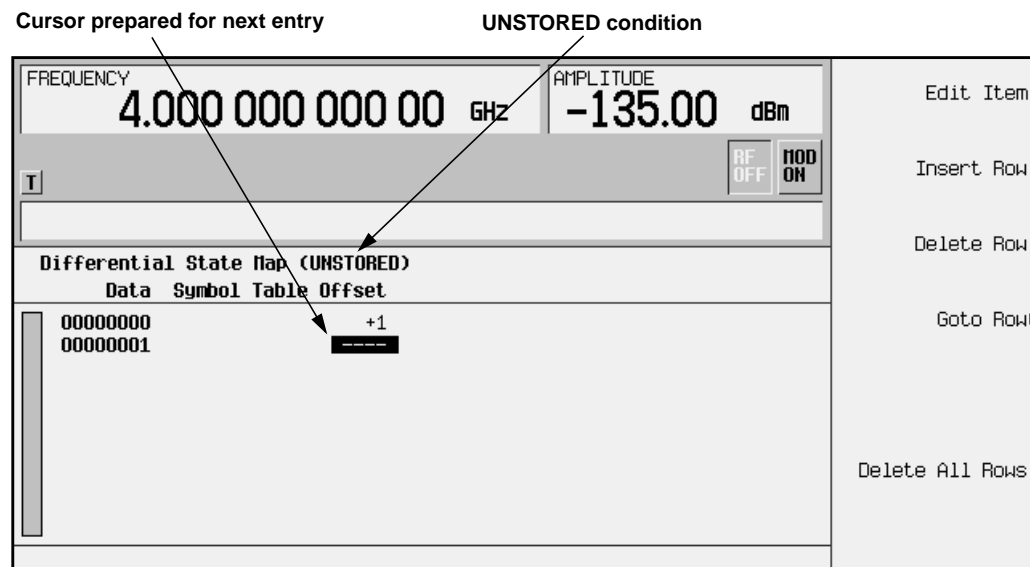 Cursor prepared for next entry
UNSTORED condition
FREQUENCY
4.000 000 000 00 GHz
AMPLITUDE
-135.00 dBm
RF OFF
MOD ON
T
Differential State Map (UNSTORED)
Data Symbol Table Offset
00000000 +1
00000001 ----
Edit Item
Insert Row
Delete Row
Goto Row
Delete All Rows